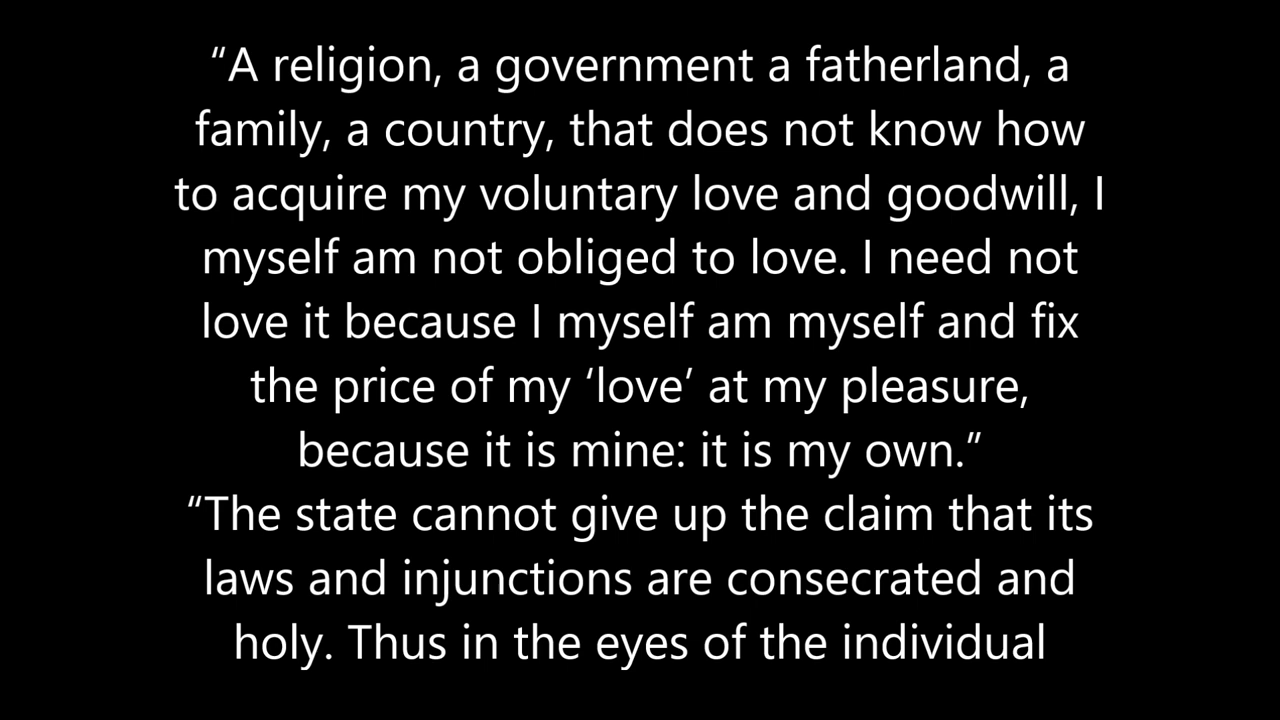 “A religion, a government a fatherland, a
family, a country, that does not know how
to acquire my voluntary love and goodwill, I
myself am not obliged to love. I need not
love it because I myself am myself and fix
the price of my ‘love’ at my pleasure,
because it is mine: it is my own.”
“The state cannot give up the claim that its
laws and injunctions are consecrated and
holy. Thus in the eyes of the individual